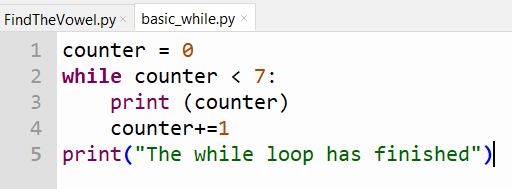 FindTheVowel.py × basic_while.py ×
1 counter = 0
2 while counter < 7:
3     print (counter)
4     counter+=1
5 print("The while loop has finished")